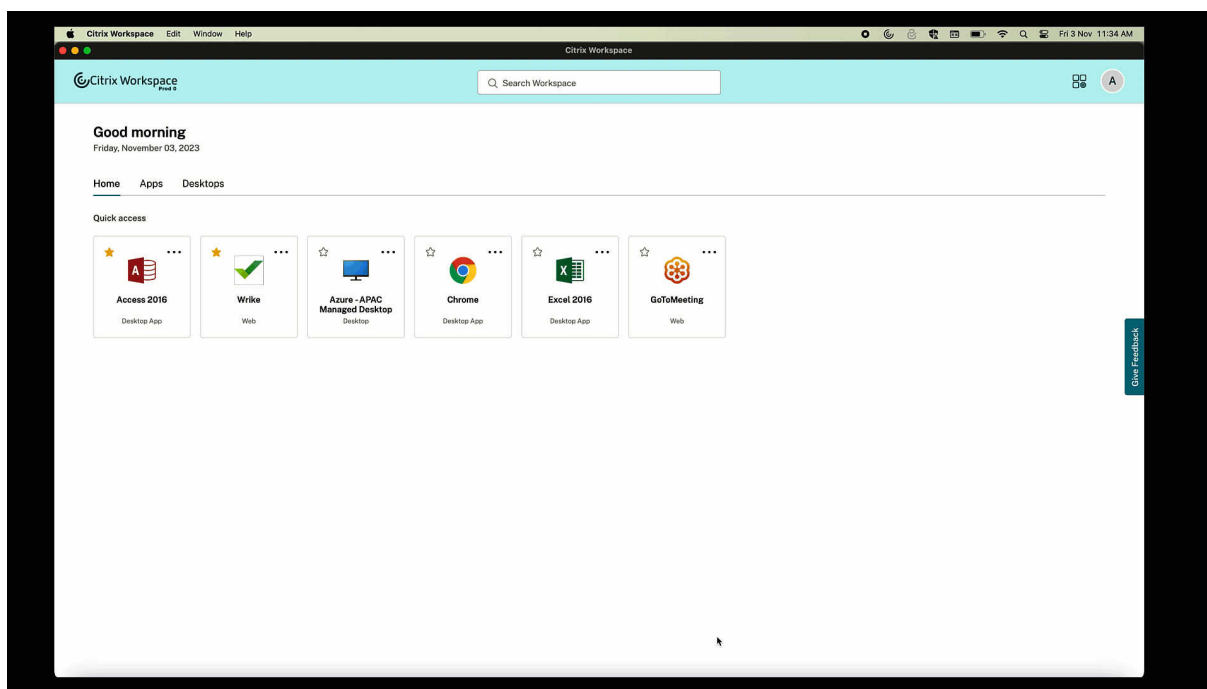 Citrix Workspace Edit Window Help Fri 3 Nov 11:34 AM
Citrix Workspace
Citrix Workspace
Prod G
Search Workspace
A
Good morning
Friday, November 03, 2023
Home Apps Desktops
Quick access
Access 2016
Desktop App
Wrike
Web
Azure - APAC
Managed Desktop
Desktop
Chrome
Desktop App
Excel 2016
Desktop App
GoToMeeting
Web
Give Feedback